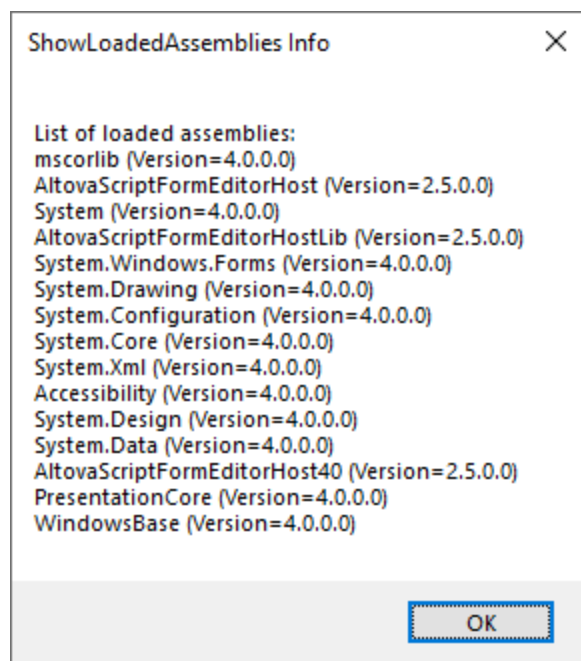 ShowLoadedAssemblies Info
List of loaded assemblies:
mscorlib (Version=4.0.0.0)
AltovaScriptFormEditorHost (Version=2.5.0.0)
System (Version=4.0.0.0)
AltovaScriptFormEditorHostLib (Version=2.5.0.0)
System.Windows.Forms (Version=4.0.0.0)
System.Drawing (Version=4.0.0.0)
System.Configuration (Version=4.0.0.0)
System.Core (Version=4.0.0.0)
System.Xml (Version=4.0.0.0)
Accessibility (Version=4.0.0.0)
System.Design (Version=4.0.0.0)
System.Data (Version=4.0.0.0)
AltovaScriptFormEditorHost40 (Version=2.5.0.0)
PresentationCore (Version=4.0.0.0)
WindowsBase (Version=4.0.0.0)
OK